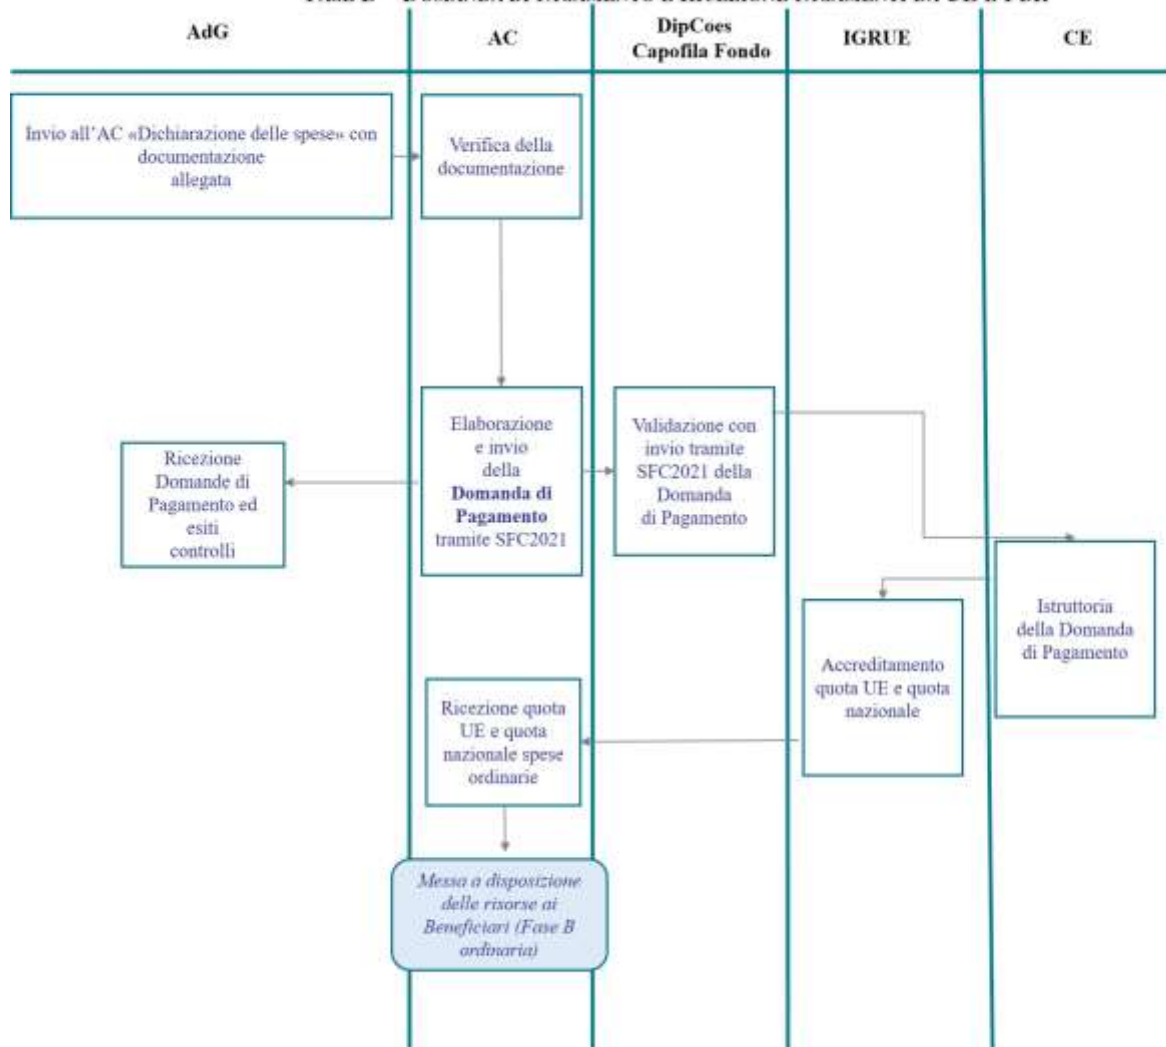 AdG
AC
DipCoes
Capofila Fondo
IGRUE
CE
Invio all'AC «Dichiarazione delle spese» con
documentazione
allegata
Verifica della
documentazione
Elaborazione
e invio
della
Domanda di
Pagamento
tramite SFC2021
Validazione con
invio tramite
SFC2021 della
Domanda
di Pagamento
Ricezione
Domande di
Pagamento ed
esiti
controlli
Istruttoria
della Domanda
di Pagamento
Accreditamento
quota UE e quota
nazionale
Ricezione quota
UE e quota
nazionale spese
ordinarie
Messa a disposizione
delle risorse ai
Beneficiari (Fase B
ordinaria)